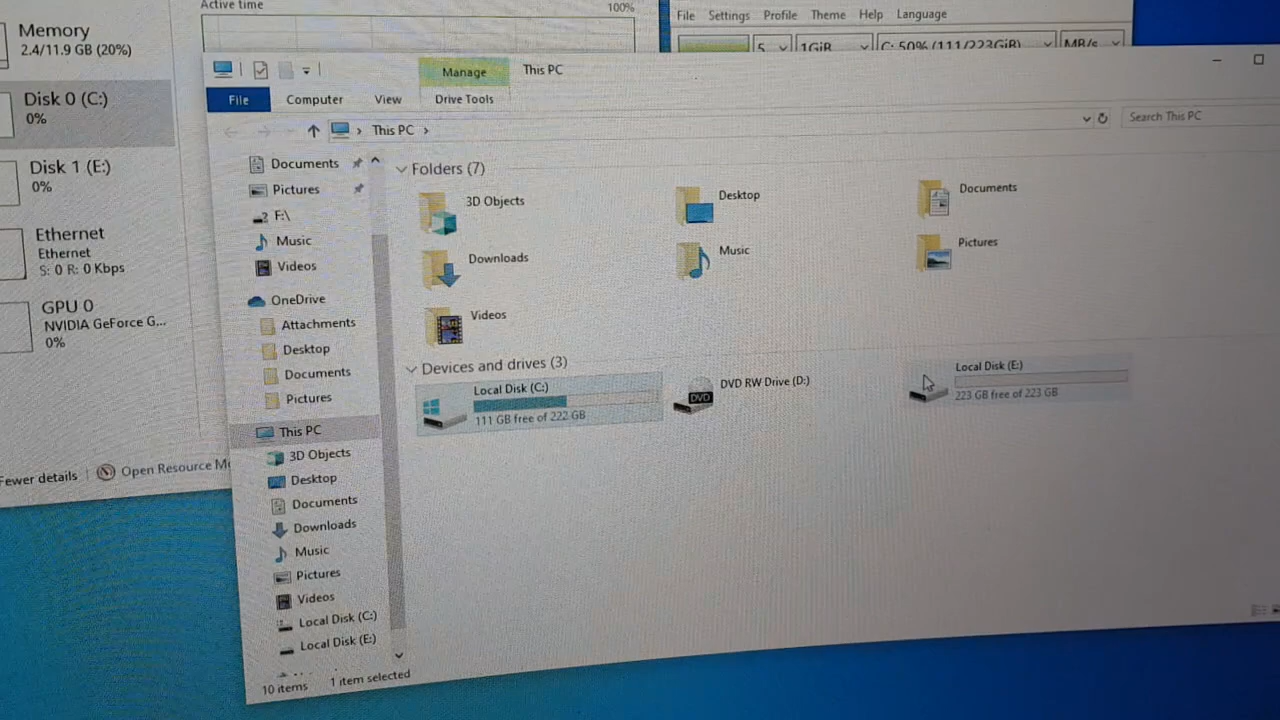 Active time
100%
File Settings Profile Theme Help Language
Memory
2.4/11.9 GB (20%)
5 1GiB C: 50% (111/223GiB) MB/s
Disk 0 (C:)
0%
Disk 1 (E:)
0%
Ethernet
Ethernet
S: 0 R: 0 Kbps
GPU 0
NVIDIA GeForce G...
0%
Fewer details
Open Resource M
Manage
This PC
File
Computer
View
Drive Tools
This PC
Search This PC
Documents
Pictures
F:\
Music
Videos
OneDrive
Attachments
Desktop
Documents
Pictures
This PC
3D Objects
Desktop
Documents
Downloads
Music
Pictures
Videos
Local Disk (C:)
Local Disk (E:)
Folders (7)
3D Objects
Desktop
Documents
Downloads
Music
Pictures
Videos
Devices and drives (3)
Local Disk (C:)
111 GB free of 222 GB
DVD RW Drive (D:)
DVD
Local Disk (E:)
223 GB free of 223 GB
10 items
1 item selected